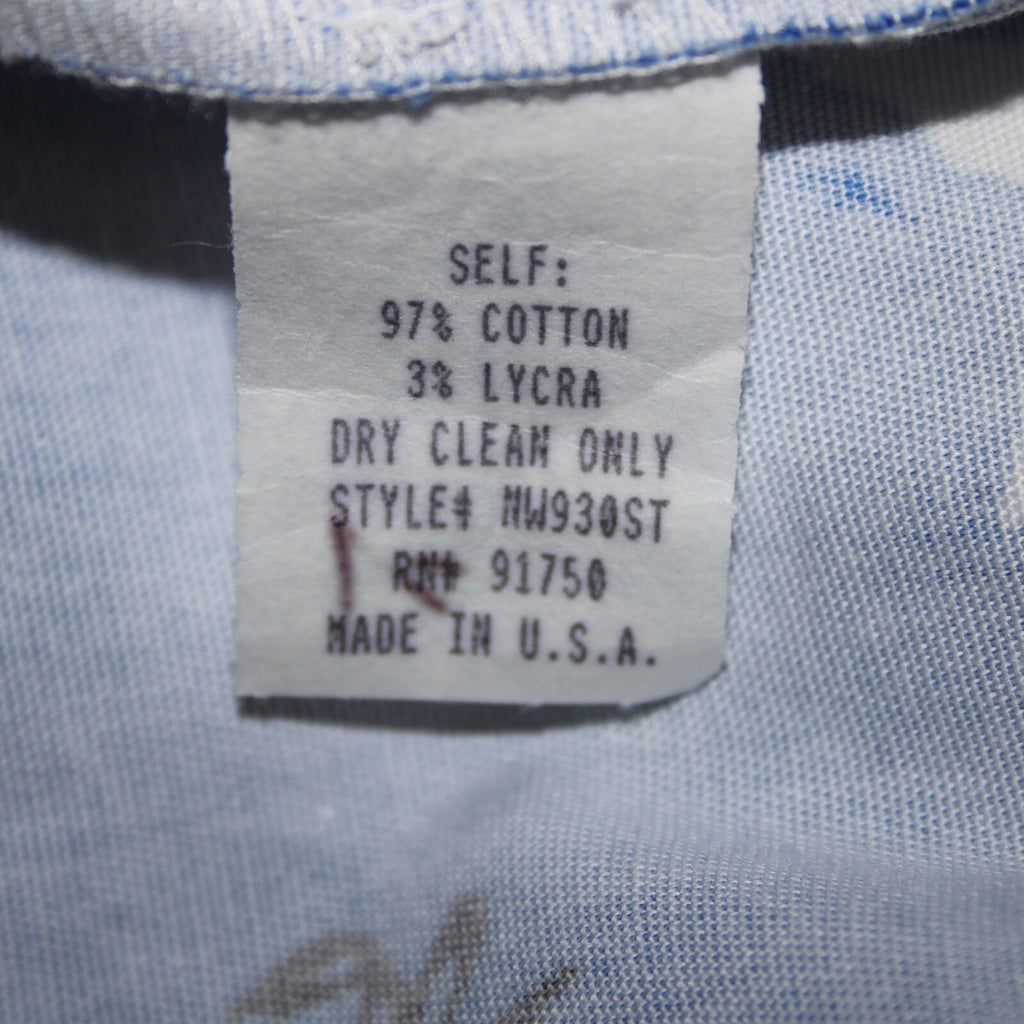 SELF:
97% COTTON
3% LYCRA
DRY CLEAN ONLY
STYLE# NW930ST
RN# 91750
MADE IN U.S.A.